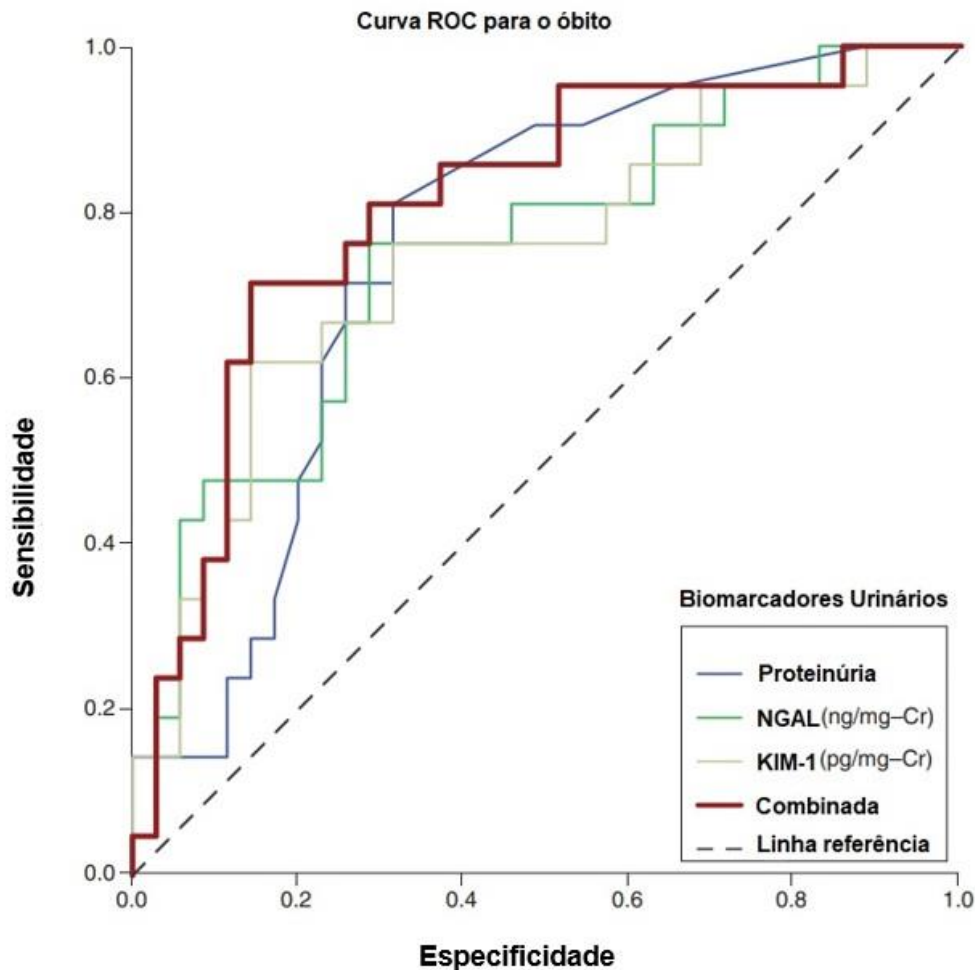 Curva ROC para o óbito
1.0
0.8
0.6
0.4
0.2
0.0
Sensibilidade
0.0 0.2 0.4 0.6 0.8 1.0
Especificidade
Biomarcadores Urinários
Proteinúria
NGAL (ng/mg–Cr)
KIM-1 (pg/mg–Cr)
Combinada
Linha referência